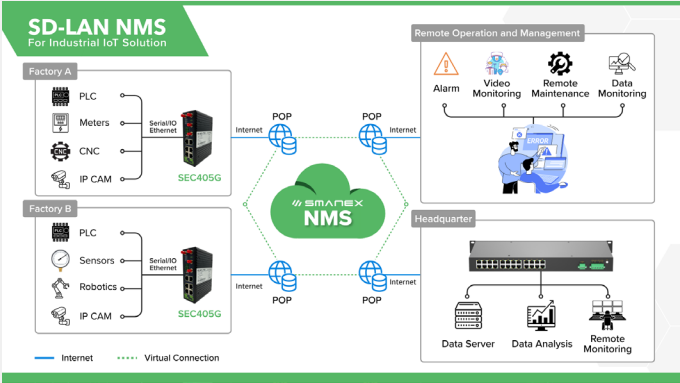 SD-LAN NMS
For Industrial IoT Solution
Factory A
PLC
Meters
CNC
IP CAM
CNC
PLC
Serial/IO
Ethernet
SEC405G
Internet
POP
POP
Internet
Remote Operation and Management
Alarm
Video
Monitoring
Remote
Maintenance
Data
Monitoring
ERROR
SMANEX
NMS
Factory B
PLC
PLC
Sensors
Robotics
IP CAM
Serial/IO
Ethernet
SEC405G
Internet
POP
POP
Internet
Headquarter
Data Server
Data Analysis
Remote
Monitoring
Internet
Virtual Connection